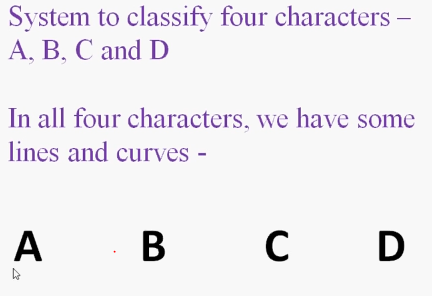 System to classify four characters –
A, B, C and D
In all four characters, we have some
lines and curves -
A B C D